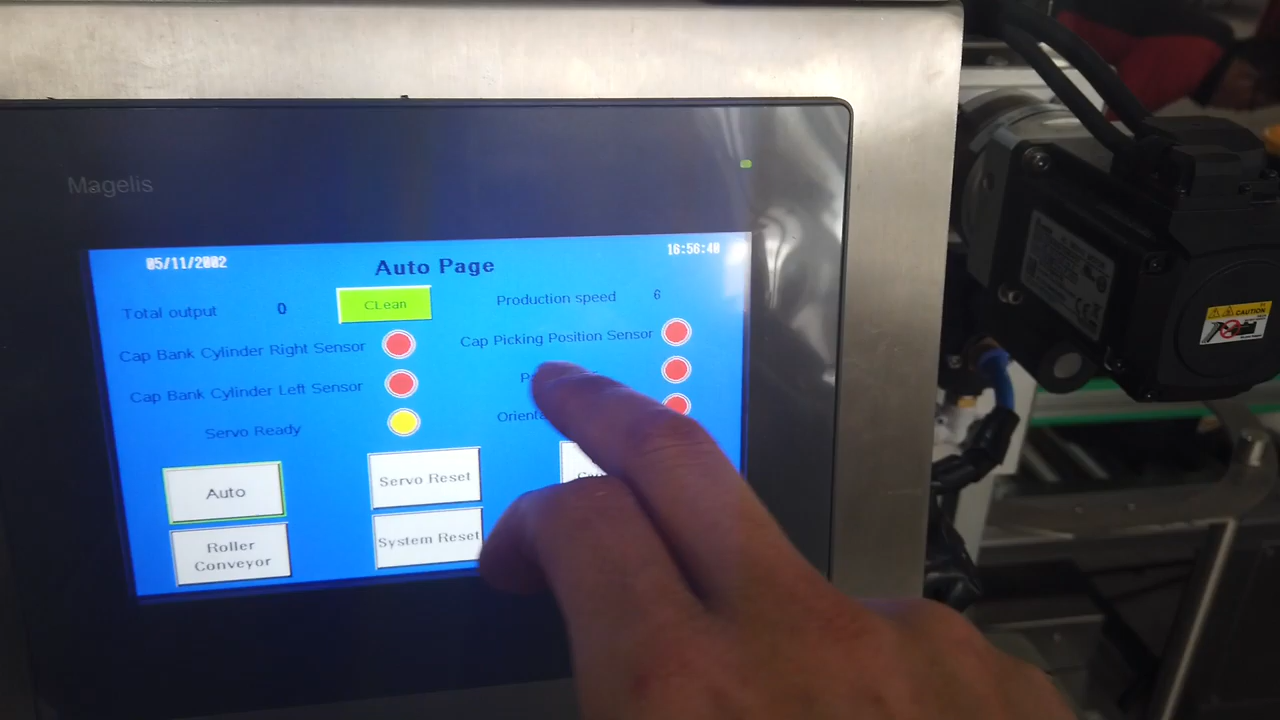 Magelis
05/11/2002
Auto Page
16:56:40
Total output
0
CLean
Production speed
6
Cap Bank Cylinder Right Sensor
Cap Picking Position Sensor
Cap Bank Cylinder Left Sensor
Servo Ready
Auto
Servo Reset
Roller
Conveyor
System Reset
CAUTION